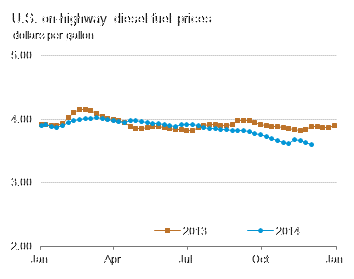 U.S. on-highway diesel fuel prices
dollars per gallon
5.00
4.00
3.00
2.00
Jan Apr Jul Oct Jan
2013 2014